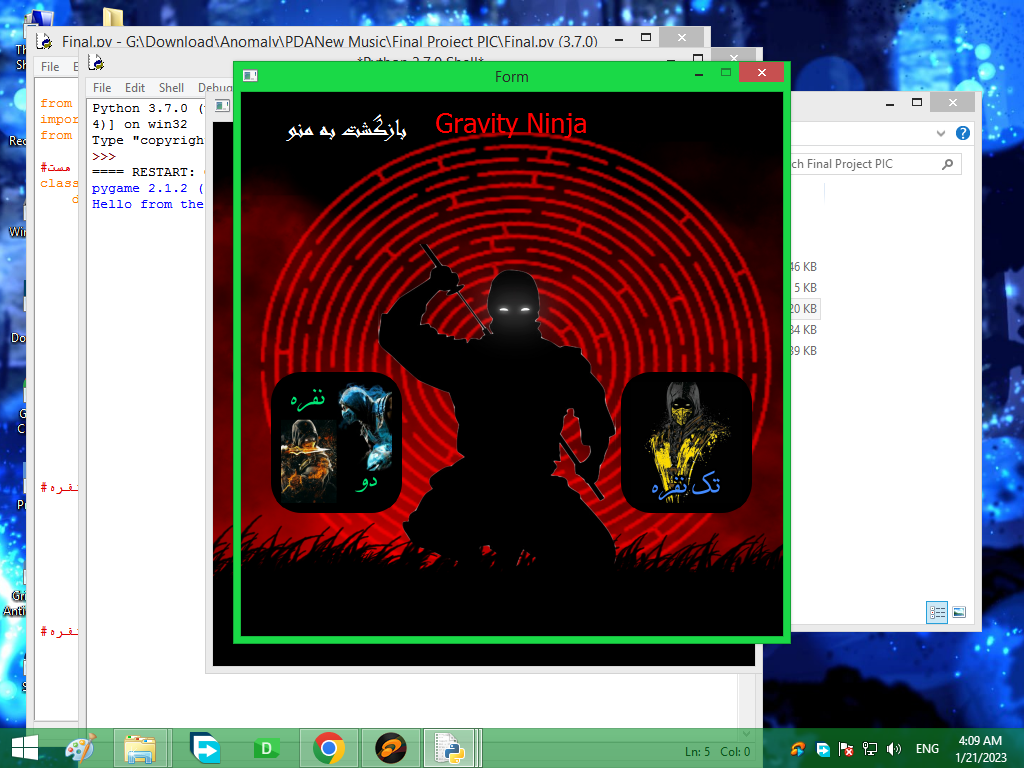 Final.py - G:\Download\Anomaly\PDANew Music\Final Project PIC\Final.py (3.7.0)
*Python 3.7.0 Shell*
File
File Edit Shell Debug
Form
Python 3.7.0 (
4)] on win32
Type "copyrigh
>>>
==== RESTART:
pygame 2.1.2 (
Hello from the
from
impor
from
# هست
class
d
# نفره
# نفره
بازگشت به منو
Gravity Ninja
نفره
دو
تک نفره
ch Final Project PIC
46 KB
5 KB
20 KB
34 KB
39 KB
Ln: 5 Col: 0
D
ENG
4:09 AM
1/21/2023